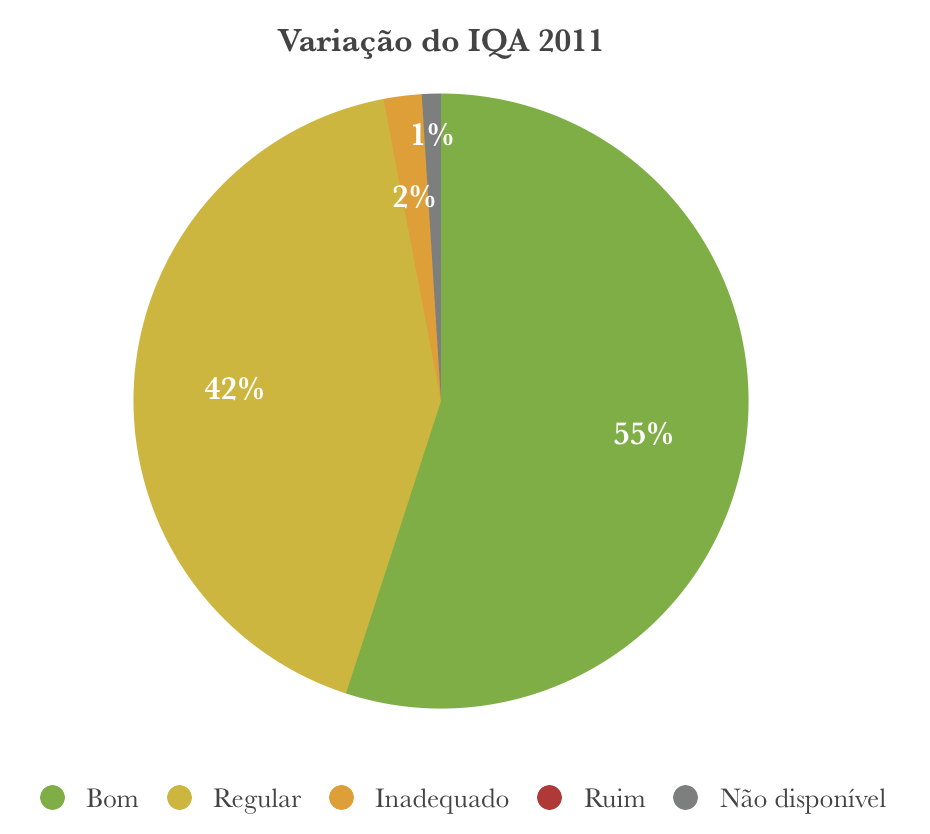 Variação do IQA 2011
1%
2%
42%
55%
Bom Regular Inadequado Ruim Não disponível